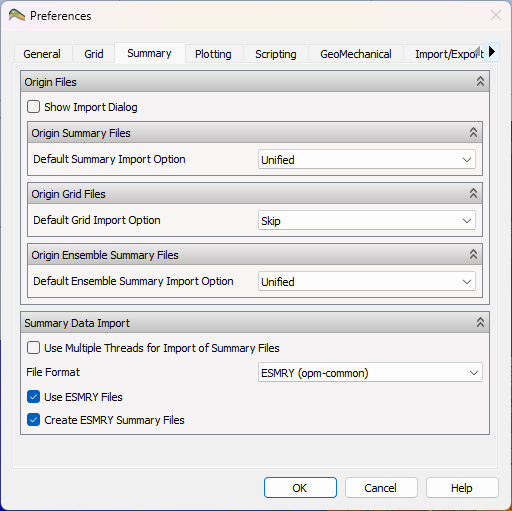 Preferences
General Grid Summary Plotting Scripting GeoMechanical Import/Export
Origin Files
Show Import Dialog
Origin Summary Files
Default Summary Import Option Unified
Origin Grid Files
Default Grid Import Option Skip
Origin Ensemble Summary Files
Default Ensemble Summary Import Option Unified
Summary Data Import
Use Multiple Threads for Import of Summary Files
File Format ESMRY (opm-common)
Use ESMRY Files
Create ESMRY Summary Files
OK Cancel Help